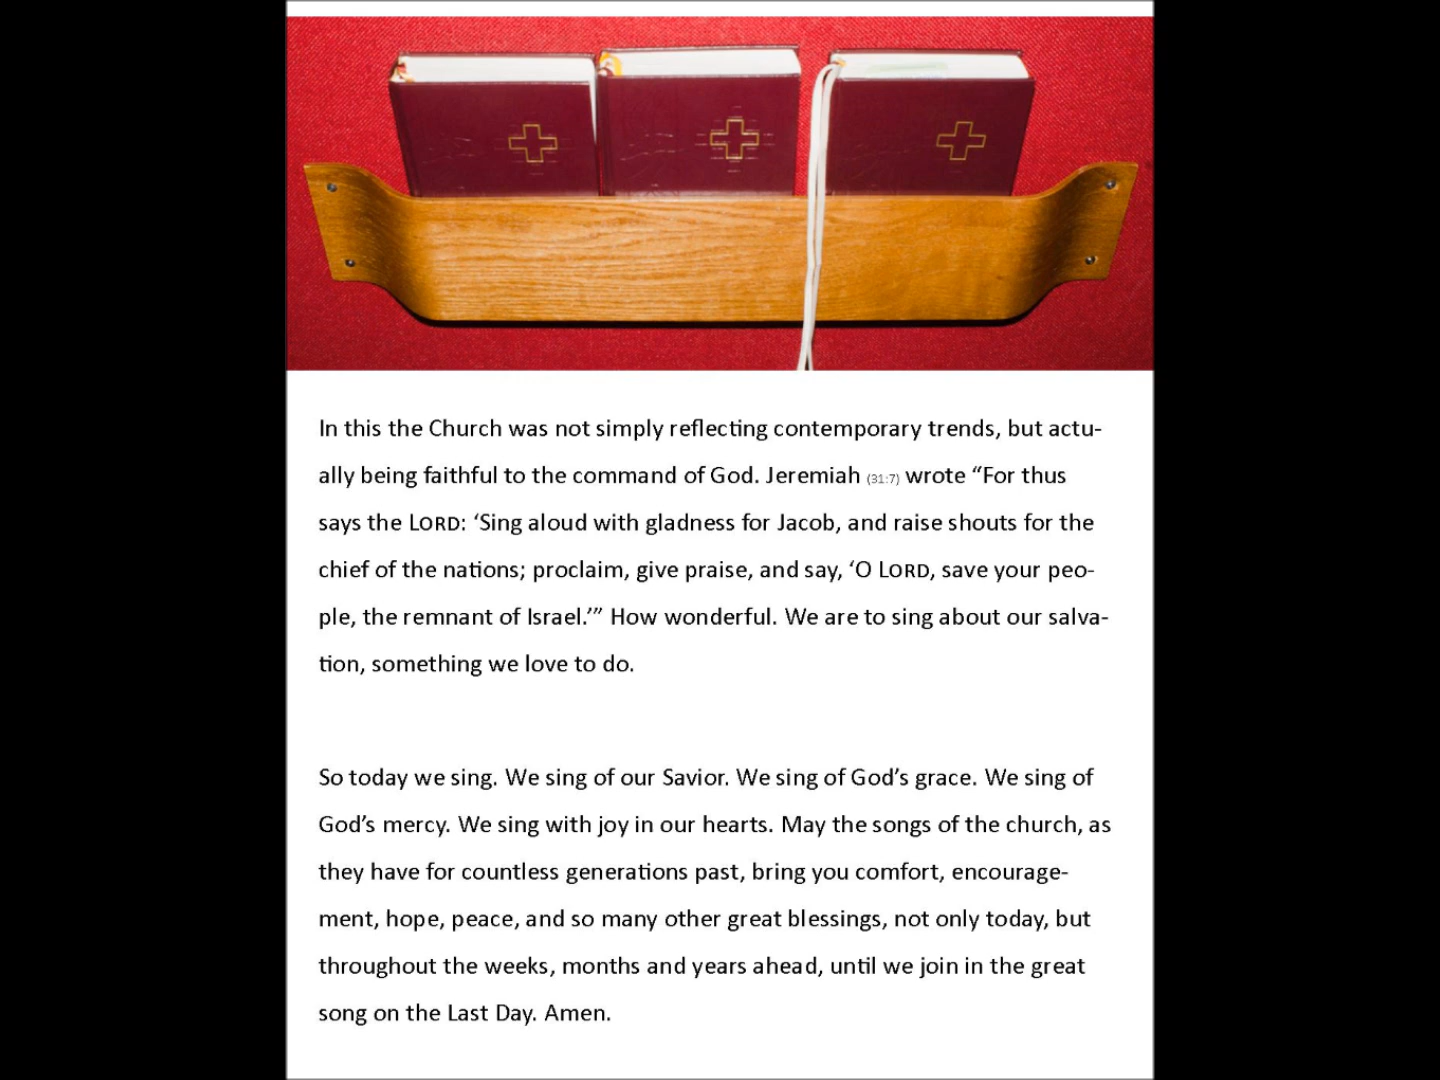 In this the Church was not simply reflecting contemporary trends, but actu-
ally being faithful to the command of God. Jeremiah (31:7) wrote “For thus
says the LORD: ‘Sing aloud with gladness for Jacob, and raise shouts for the
chief of the nations; proclaim, give praise, and say, ‘O LORD, save your peo-
ple, the remnant of Israel.’” How wonderful. We are to sing about our salva-
tion, something we love to do.
So today we sing. We sing of our Savior. We sing of God’s grace. We sing of
God’s mercy. We sing with joy in our hearts. May the songs of the church, as
they have for countless generations past, bring you comfort, encourage-
ment, hope, peace, and so many other great blessings, not only today, but
throughout the weeks, months and years ahead, until we join in the great
song on the Last Day. Amen.